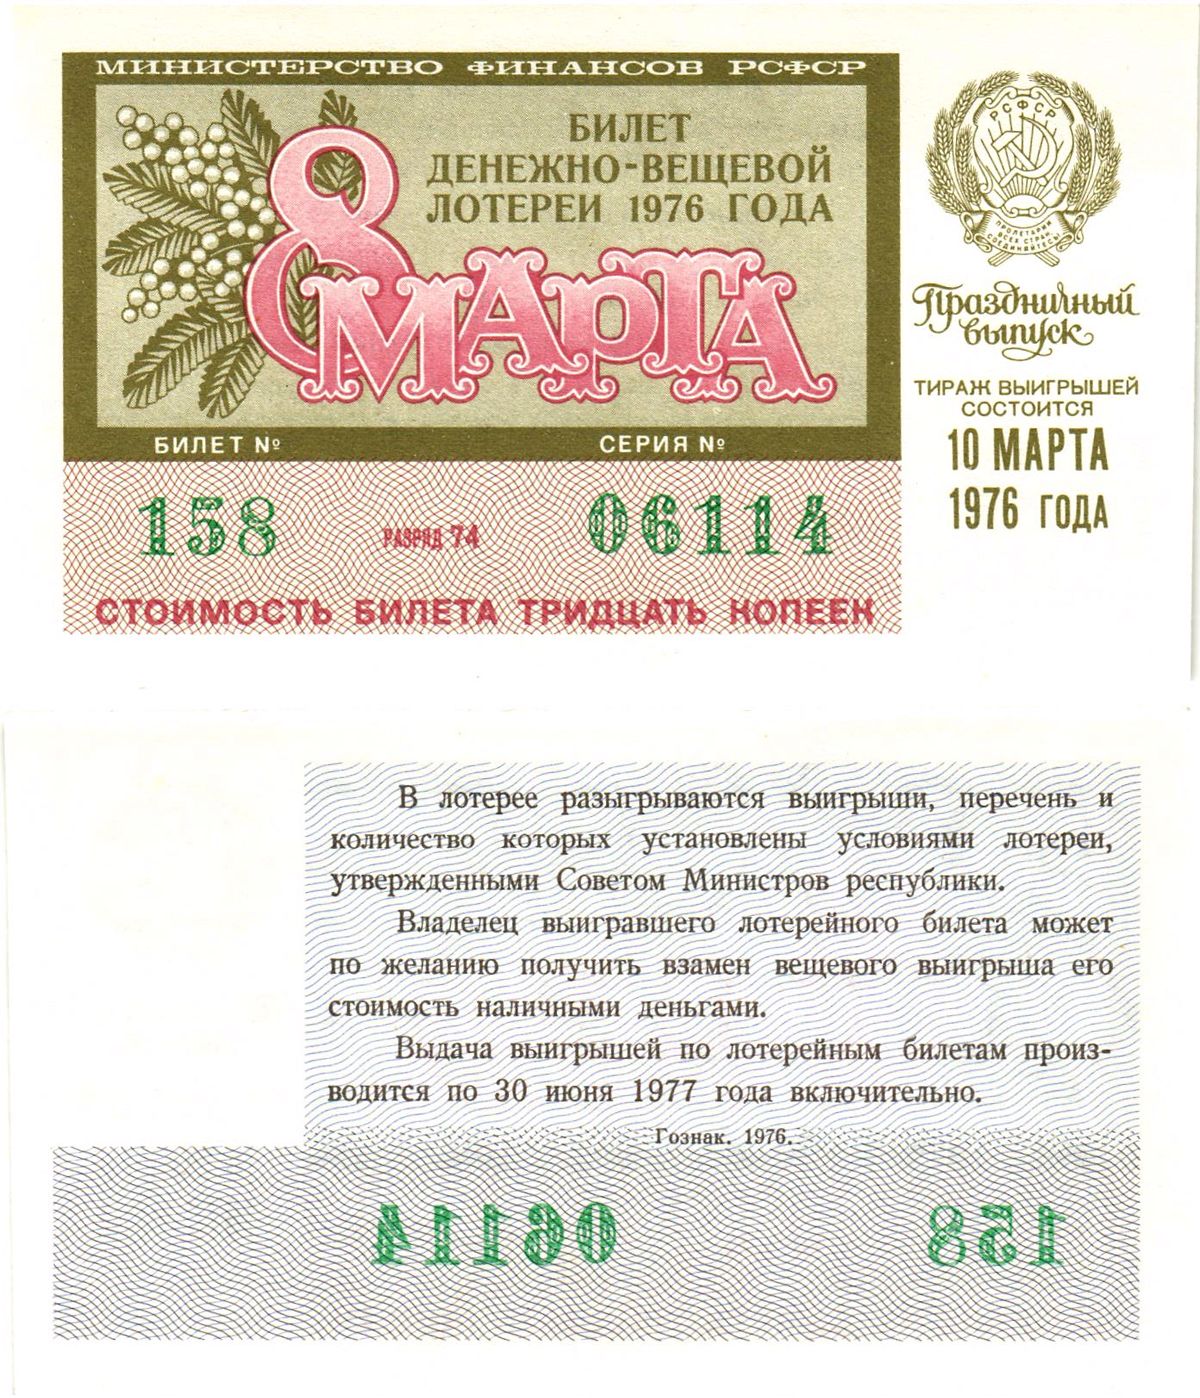 МИНИСТЕРСТВО ФИНАНСОВ РСФСР
БИЛЕТ
ДЕНЕЖНО-ВЕЩЕВОЙ
ЛОТЕРЕИ 1976 ГОДА
8 МАРТА
БИЛЕТ №
СЕРИЯ №
158
РАЗРЯД 74
06114
СТОИМОСТЬ БИЛЕТА ТРИДЦАТЬ КОПЕЕК
РСФСР
ПРОЛЕТАРИИ
ВСЕХ СТРАН,
СОЕДИНЯЙТЕСЬ!
Праздничный
выпуск
ТИРАЖ ВЫИГРЫШЕЙ
СОСТОИТСЯ
10 МАРТА
1976 ГОДА
В лотерее разыгрываются выигрыши, перечень и
количество которых установлены условиями лотереи,
утвержденными Советом Министров республики.
Владелец выигравшего лотерейного билета может
по желанию получить взамен вещевого выигрыша его
стоимость наличными деньгами.
Выдача выигрышей по лотерейным билетам произ-
водится по 30 июня 1977 года включительно.
Гознак. 1976.
06114
158